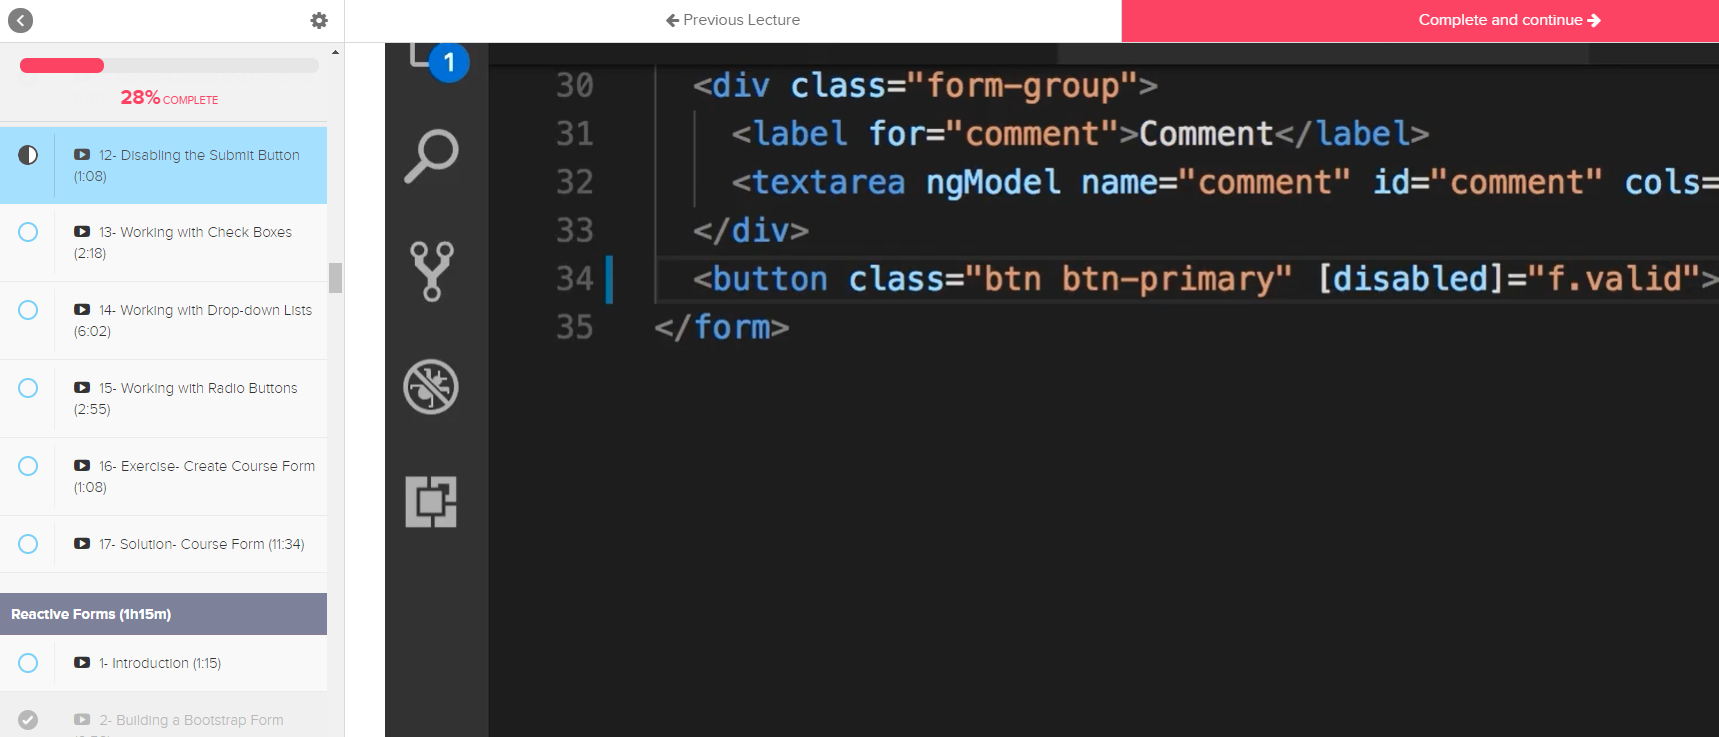 Previous Lecture
Complete and continue
28% COMPLETE
12- Disabling the Submit Button
(1:08)
13- Working with Check Boxes
(2:18)
14- Working with Drop-down Lists
(6:02)
15- Working with Radio Buttons
(2:55)
16- Exercise- Create Course Form
(1:08)
17- Solution- Course Form (11:34)
Reactive Forms (1h15m)
1- Introduction (1:15)
2- Building a Bootstrap Form
1
30 <div class="form-group">
31 <label for="comment">Comment</label>
32 <textarea ngModel name="comment" id="comment" cols=
33 </div>
34 <button class="btn btn-primary" [disabled]="f.valid">
35 </form>